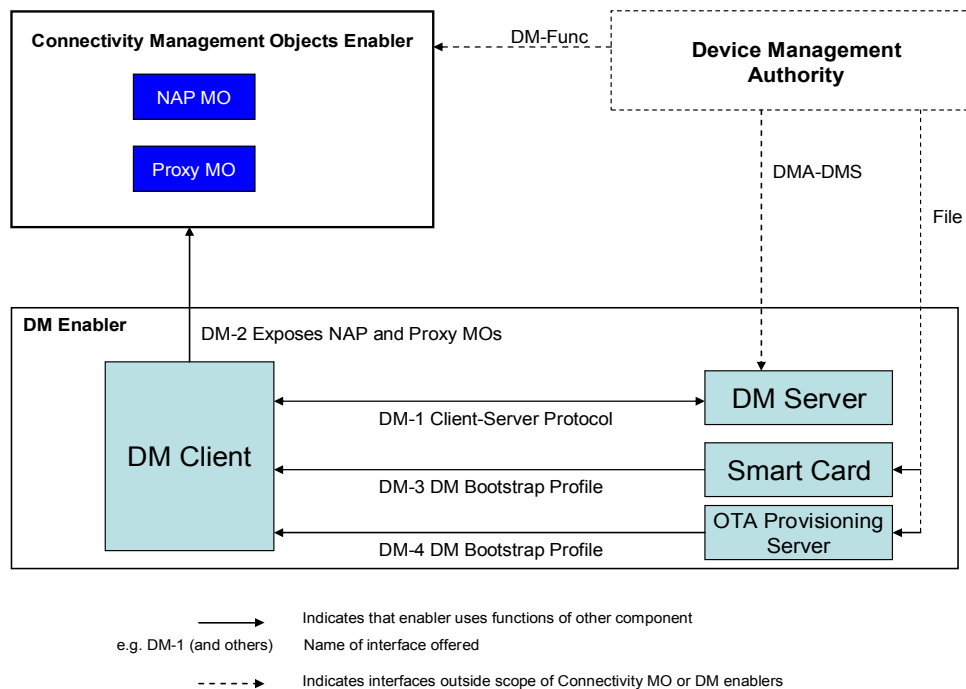 Connectivity Management Objects Enabler
NAP MO
Proxy MO
DM-Func
Device Management
Authority
DMA-DMS
File
DM Enabler
DM-2 Exposes NAP and Proxy MOs
DM Client
DM-1 Client-Server Protocol
DM Server
DM-3 DM Bootstrap Profile
Smart Card
DM-4 DM Bootstrap Profile
OTA Provisioning
Server
Indicates that enabler uses functions of other component
e.g. DM-1 (and others) Name of interface offered
Indicates interfaces outside scope of Connectivity MO or DM enablers